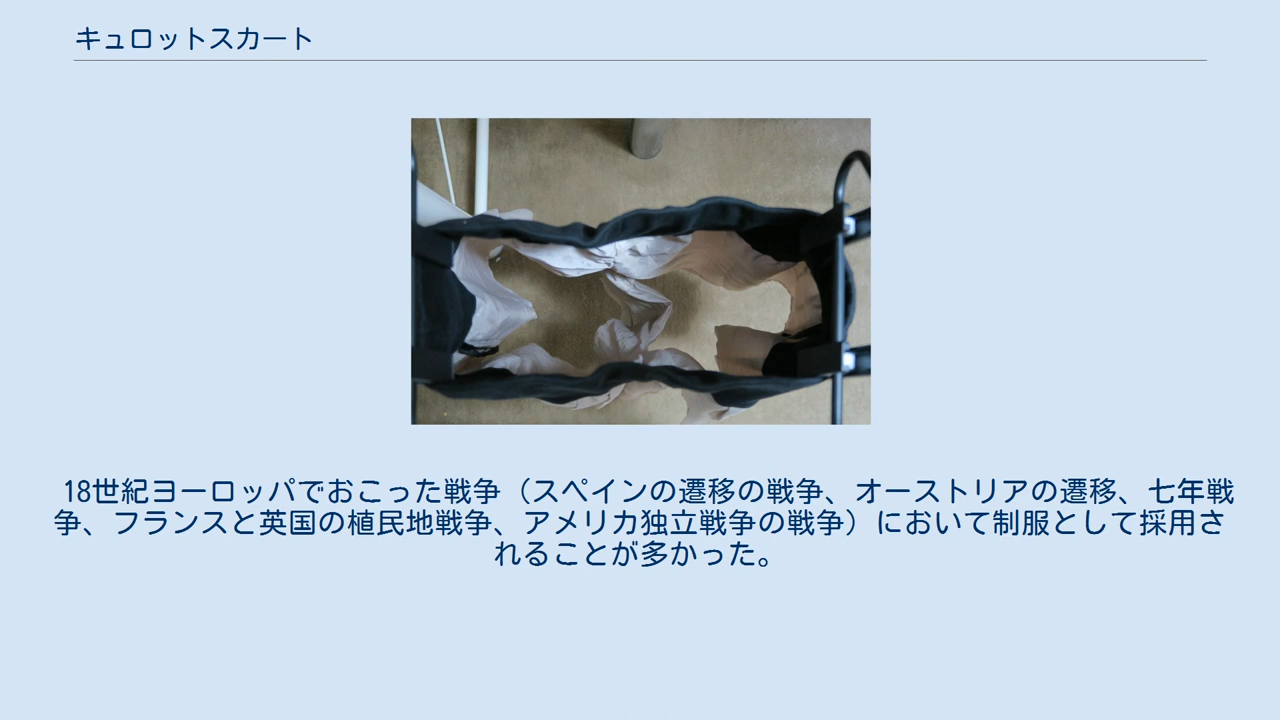 キュロットスカート
18世紀ヨーロッパでおこった戦争（スペインの遷移の戦争、オーストリアの遷移、七年戦
争、フランスと英国の植民地戦争、アメリカ独立戦争の戦争）において制服として採用さ
れることが多かった。